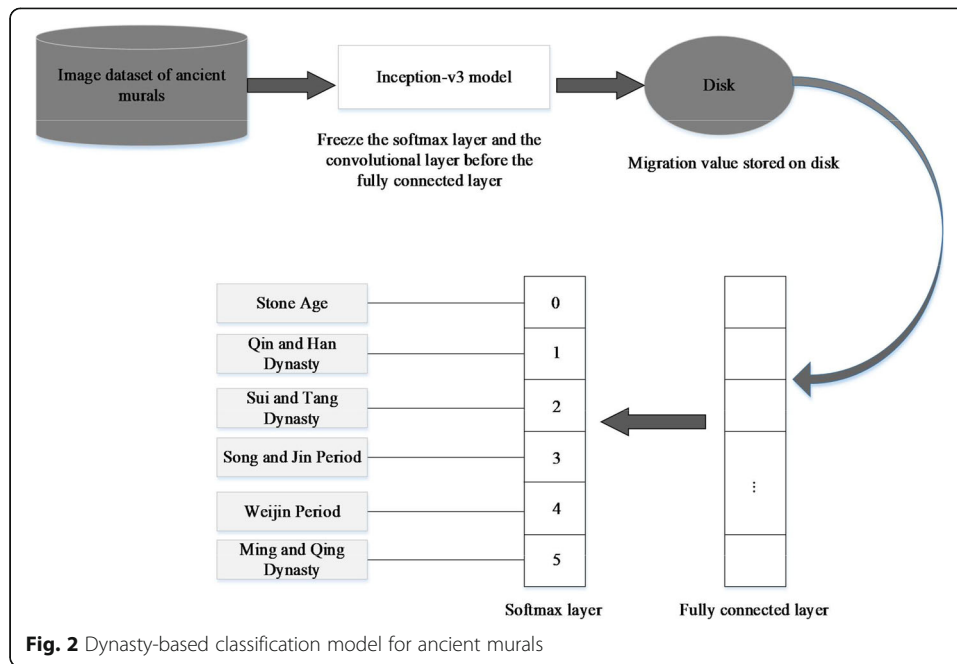 Image dataset of ancient
murals
Inception-v3 model
Disk
Freeze the softmax layer and the
convolutional layer before the
fully connected layer
Migration value stored on disk
Stone Age
0
Qin and Han
Dynasty
1
Sui and Tang
Dynasty
2
Song and Jin Period
3
...
Weijin Period
4
Ming and Qing
Dynasty
5
Softmax layer
Fully connected layer
Fig. 2 Dynasty-based classification model for ancient murals